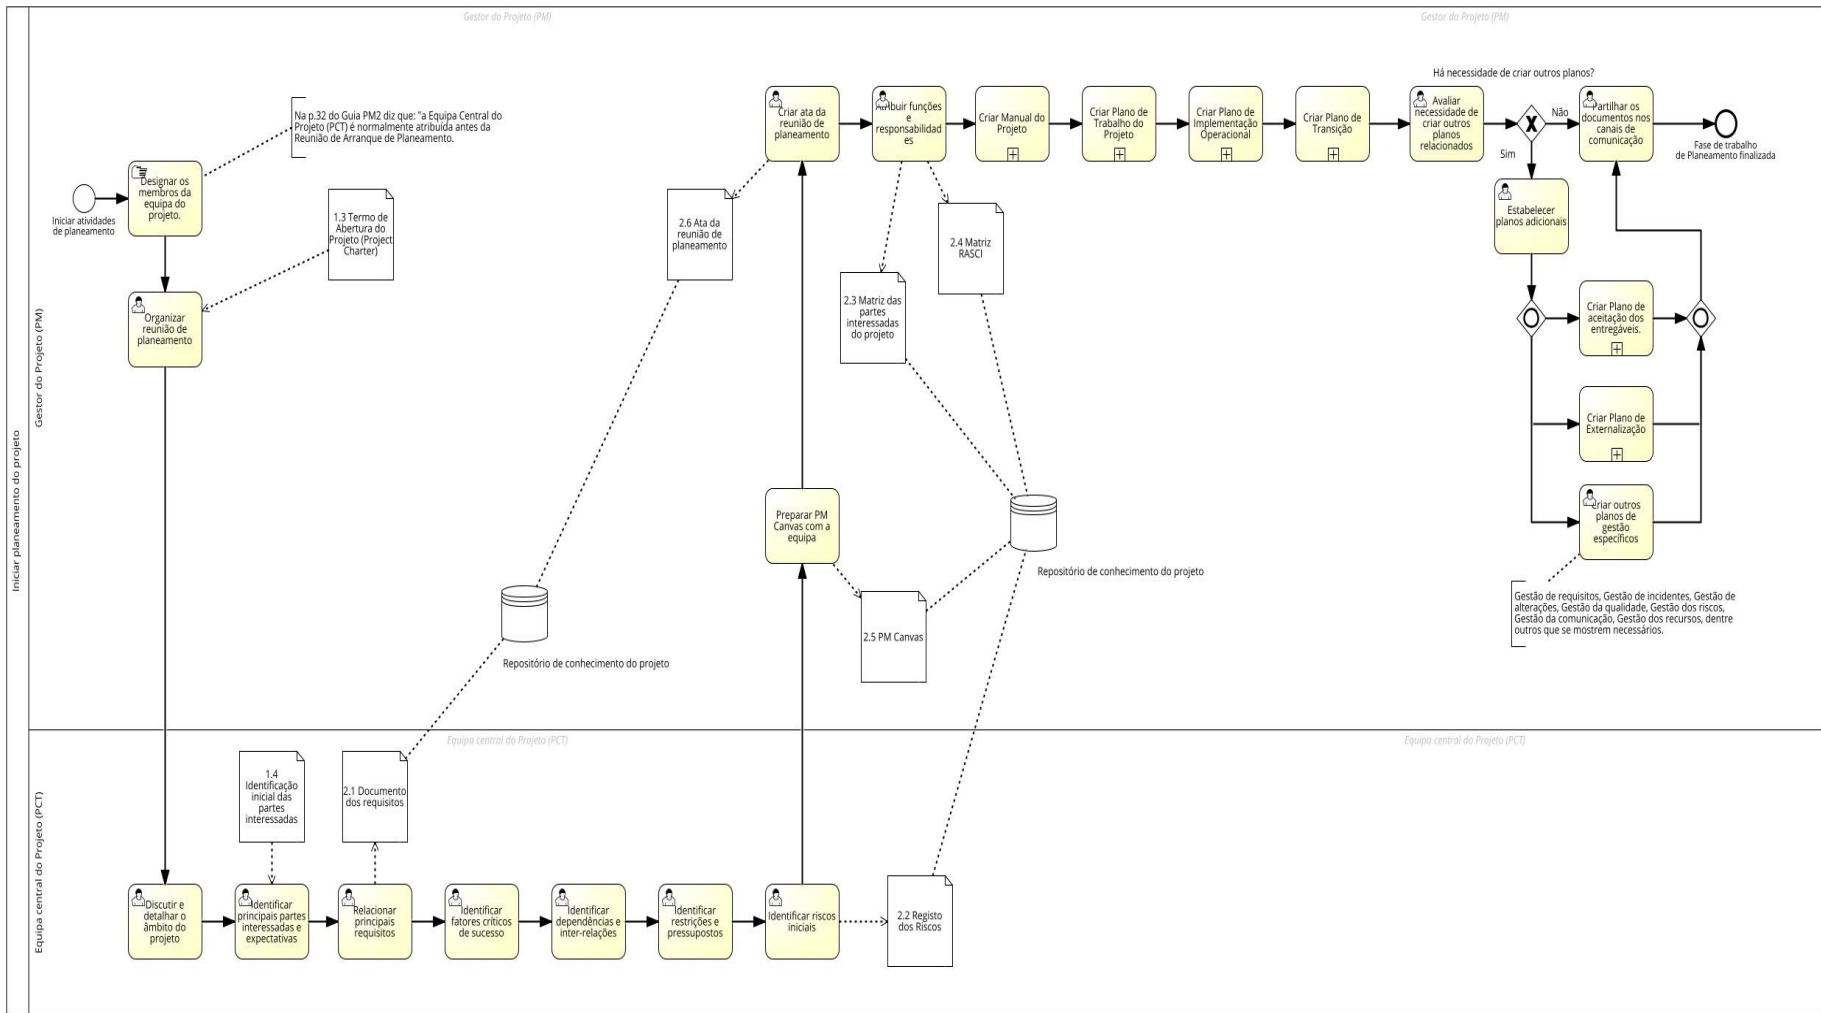 Gestor do Projeto (PM)
Gestor do Projeto (PM)
Iniciar planeamento do projeto
Gestor do Projeto (PM)
Há necessidade de criar outros planos?
Na p.32 do Guia PM2 diz que: "a Equipa Central do
Projeto (PCT) é normalmente atribuída antes da
Reunião de Arranque de Planeamento.
Criar ata da
reunião de
planeamento
Atribuir funções
e
responsabilidad
es
Criar Manual do
Projeto
Criar Plano de
Trabalho do
Projeto
Criar Plano de
Implementação
Operacional
Criar Plano de
Transição
Avaliar
necessidade de
criar outros
planos
relacionados
Não
Sim
Partilhar os
documentos nos
canais de
comunicação
Fase de trabalho
de Planeamento finalizada
Iniciar atividades
de planeamento
Designar os
membros da
equipa do
projeto.
1.3 Termo de
Abertura do
Projeto (Project
Charter)
2.6 Ata da
reunião de
planeamento
2.4 Matriz
RASCI
Estabelecer
planos adicionais
Organizar
reunião de
planeamento
2.3 Matriz das
partes
interessadas
do projeto
Criar Plano de
aceitação dos
entregáveis.
Criar Plano de
Externalização
Preparar PM
Canvas com a
equipa
Criar outros
planos de
gestão
específicos
Repositório de conhecimento do projeto
Gestão de requisitos, Gestão de incidentes, Gestão de
alterações, Gestão da qualidade, Gestão dos riscos,
Gestão da comunicação, Gestão dos recursos, dentre
outros que se mostrem necessários.
2.5 PM Canvas
Repositório de conhecimento do projeto
Equipa central do Projeto (PCT)
Equipa central do Projeto (PCT)
Equipa central do Projeto (PCT)
1.4
Identificação
inicial das
partes
interessadas
2.1 Documento
dos requisitos
Discutir e
detalhar o
âmbito do
projeto
Identificar
principais partes
interessadas e
expectativas
Relacionar
principais
requisitos
Identificar
fatores críticos
de sucesso
Identificar
dependências e
inter-relações
Identificar
restrições e
pressupostos
Identificar riscos
iniciais
2.2 Registo
dos Riscos